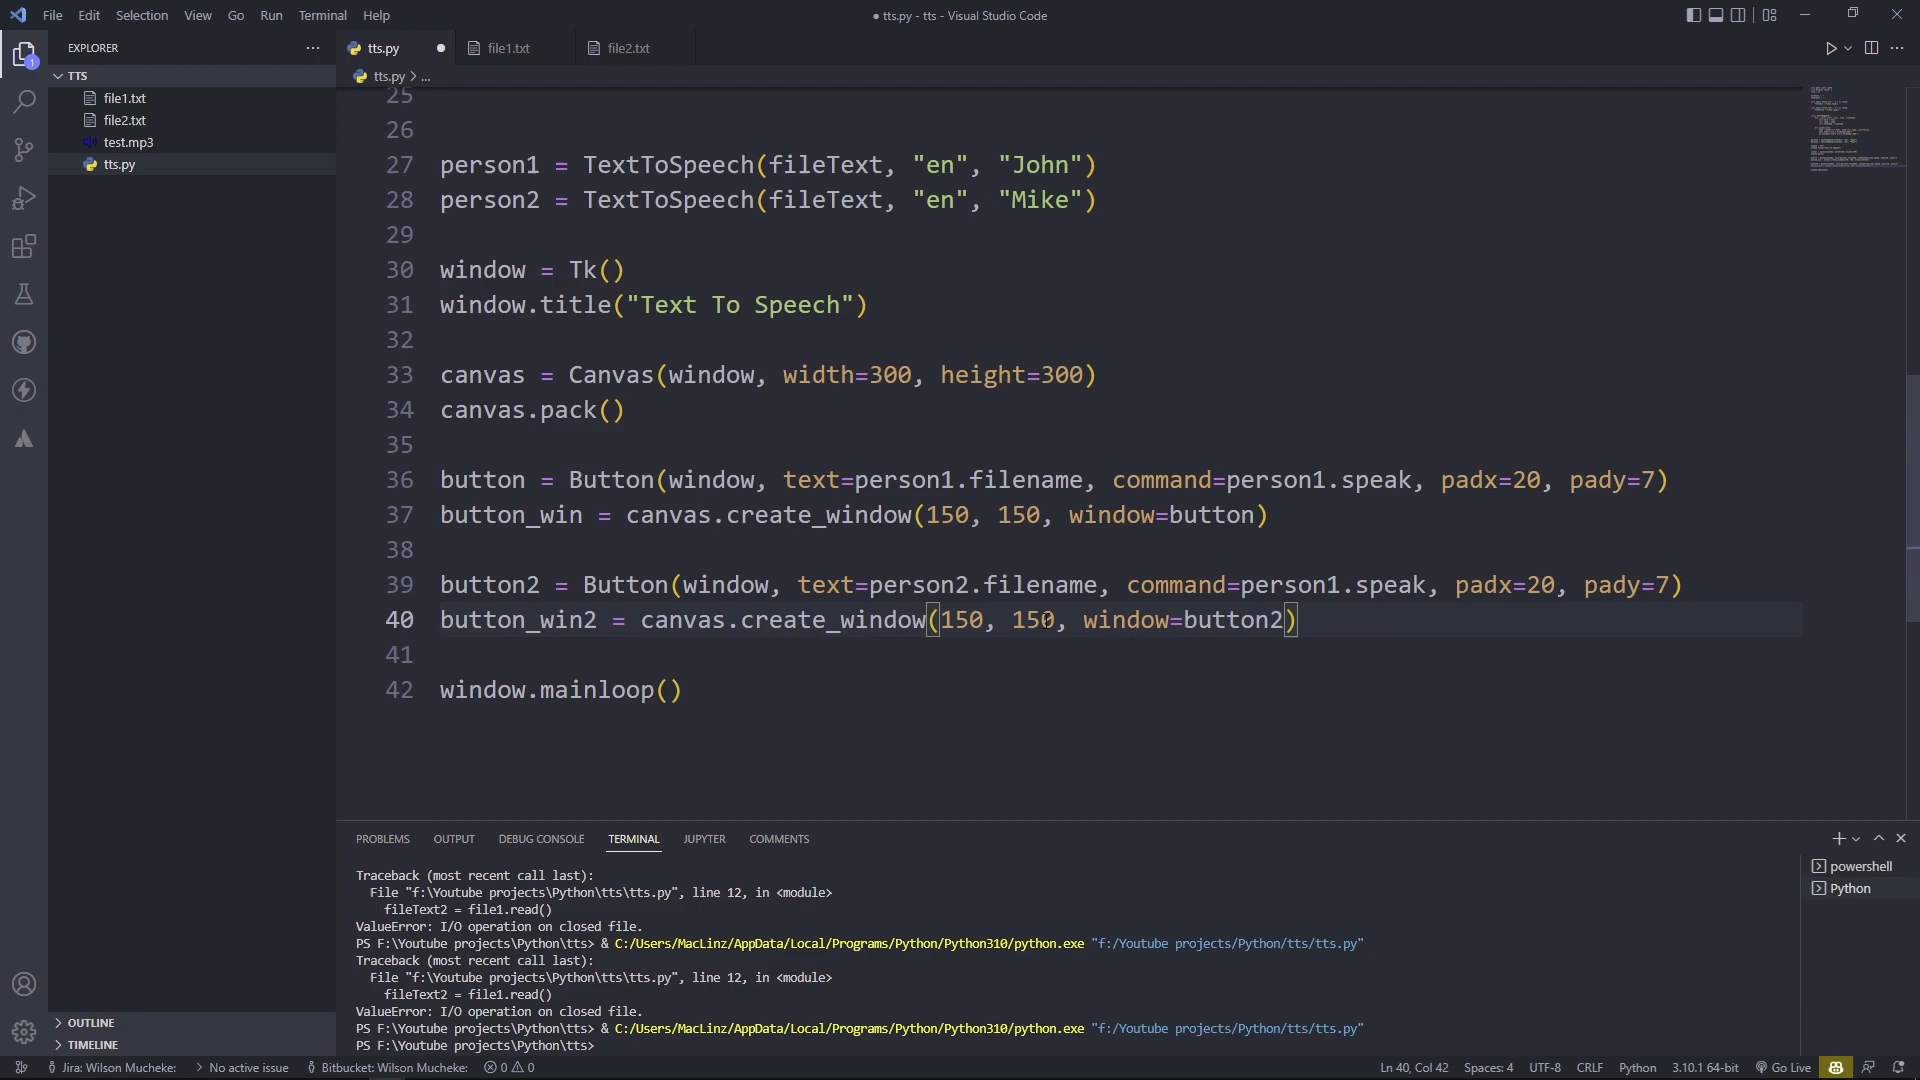 File Edit Selection View Go Run Terminal Help
● tts.py - tts - Visual Studio Code
EXPLORER
tts.py
file1.txt
file2.txt
TTS
tts.py > ...
file1.txt
file2.txt
test.mp3
tts.py
1
25
26
27 person1 = TextToSpeech(fileText, "en", "John")
28 person2 = TextToSpeech(fileText, "en", "Mike")
29
30 window = Tk()
31 window.title("Text To Speech")
32
33 canvas = Canvas(window, width=300, height=300)
34 canvas.pack()
35
36 button = Button(window, text=person1.filename, command=person1.speak, padx=20, pady=7)
37 button_win = canvas.create_window(150, 150, window=button)
38
39 button2 = Button(window, text=person2.filename, command=person1.speak, padx=20, pady=7)
40 button_win2 = canvas.create_window(150, 150, window=button2)
41
42 window.mainloop()
PROBLEMS OUTPUT DEBUG CONSOLE TERMINAL JUPYTER COMMENTS
Traceback (most recent call last):
File "f:\Youtube projects\Python\tts\tts.py", line 12, in <module>
fileText2 = file1.read()
ValueError: I/O operation on closed file.
PS F:\Youtube projects\Python\tts> & C:/Users/MacLinz/AppData/Local/Programs/Python/Python310/python.exe "f:/Youtube projects/Python/tts/tts.py"
Traceback (most recent call last):
File "f:\Youtube projects\Python\tts\tts.py", line 12, in <module>
fileText2 = file1.read()
ValueError: I/O operation on closed file.
PS F:\Youtube projects\Python\tts> & C:/Users/MacLinz/AppData/Local/Programs/Python/Python310/python.exe "f:/Youtube projects/Python/tts/tts.py"
PS F:\Youtube projects\Python\tts>
powershell
Python
OUTLINE
TIMELINE
Jira: Wilson Mucheke: > No active issue Bitbucket: Wilson Mucheke: 0 0
Ln 40, Col 42 Spaces: 4 UTF-8 CRLF Python 3.10.1 64-bit Go Live